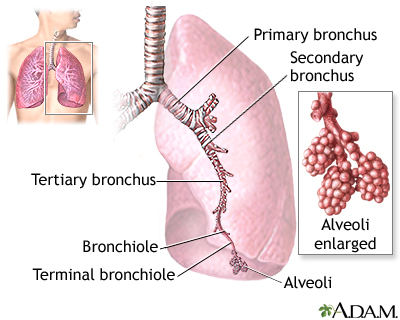 Primary bronchus
Secondary
bronchus
Tertiary bronchus
Alveoli
enlarged
Bronchiole
Terminal bronchiole
Alveoli
A.D.A.M.